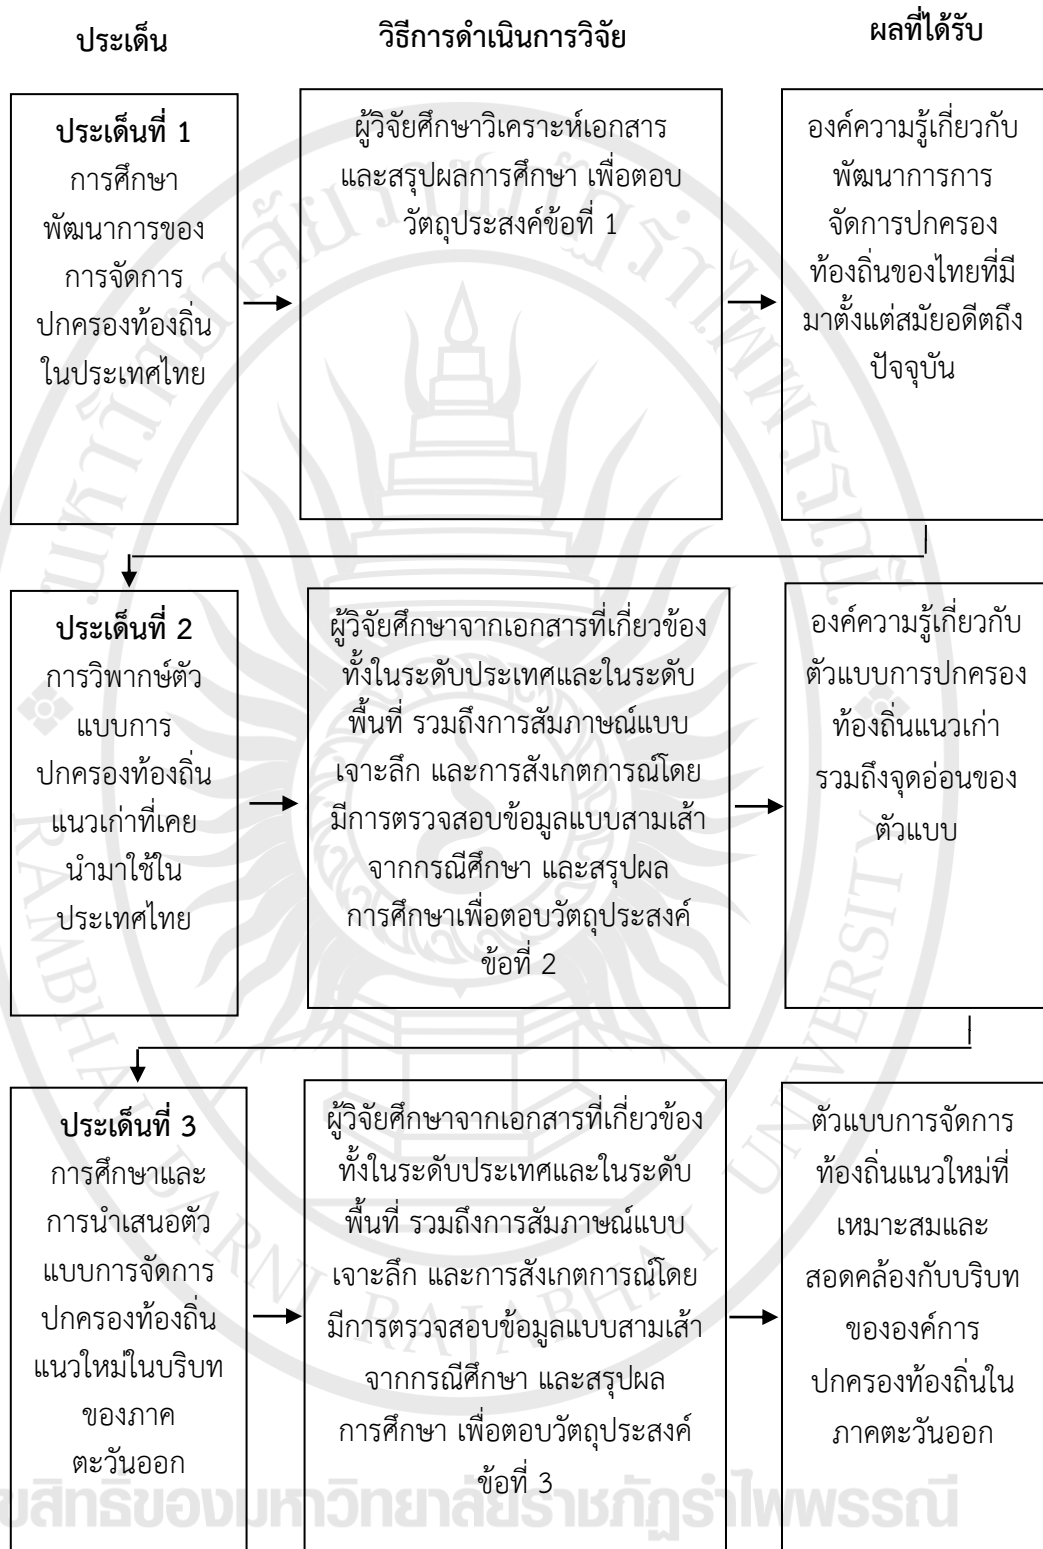 ประเด็น
วิธีการดำเนินการวิจัย
ผลที่ได้รับ
ประเด็นที่ 1
การศึกษา
พัฒนาการของ
การจัดการ
ปกครองท้องถิ่น
ในประเทศไทย
ผู้วิจัยศึกษาวิเคราะห์เอกสาร
และสรุปผลการศึกษา เพื่อตอบ
วัตถุประสงค์ข้อที่ 1
องค์ความรู้เกี่ยวกับ
พัฒนาการการ
จัดการปกครอง
ท้องถิ่นของไทยที่มี
มาตั้งแต่สมัยอดีตถึง
ปัจจุบัน
ประเด็นที่ 2
การวิพากษ์ตัว
แบบการ
ปกครองท้องถิ่น
แนวเก่าที่เคย
นำมาใช้ใน
ประเทศไทย
ผู้วิจัยศึกษาจากเอกสารที่เกี่ยวข้อง
ทั้งในระดับประเทศและในระดับ
พื้นที่ รวมถึงการสัมภาษณ์แบบ
เจาะลึก และการสังเกตการณ์โดย
มีการตรวจสอบข้อมูลแบบสามเส้า
จากกรณีศึกษา และสรุปผล
การศึกษาเพื่อตอบวัตถุประสงค์
ข้อที่ 2
องค์ความรู้เกี่ยวกับ
ตัวแบบการปกครอง
ท้องถิ่นแนวเก่า
รวมถึงจุดอ่อนของ
ตัวแบบ
ประเด็นที่ 3
การศึกษาและ
การนำเสนอตัว
แบบการจัดการ
ปกครองท้องถิ่น
แนวใหม่ในบริบท
ของภาค
ตะวันออก
ผู้วิจัยศึกษาจากเอกสารที่เกี่ยวข้อง
ทั้งในระดับประเทศและในระดับ
พื้นที่ รวมถึงการสัมภาษณ์แบบ
เจาะลึก และการสังเกตการณ์โดย
มีการตรวจสอบข้อมูลแบบสามเส้า
จากกรณีศึกษา และสรุปผล
การศึกษา เพื่อตอบวัตถุประสงค์
ข้อที่ 3
ตัวแบบการจัดการ
ท้องถิ่นแนวใหม่ที่
เหมาะสมและ
สอดคล้องกับบริบท
ขององค์การ
ปกครองท้องถิ่นใน
ภาคตะวันออก
มหาวิทยาลัยราชภัฏรำไพพรรณี
RAMBHAI BARNI RAJABHAT UNIVERSITY
ขสิทธิ์ของมหาวิทยาลัยราชภัฏรำไพพรรณี